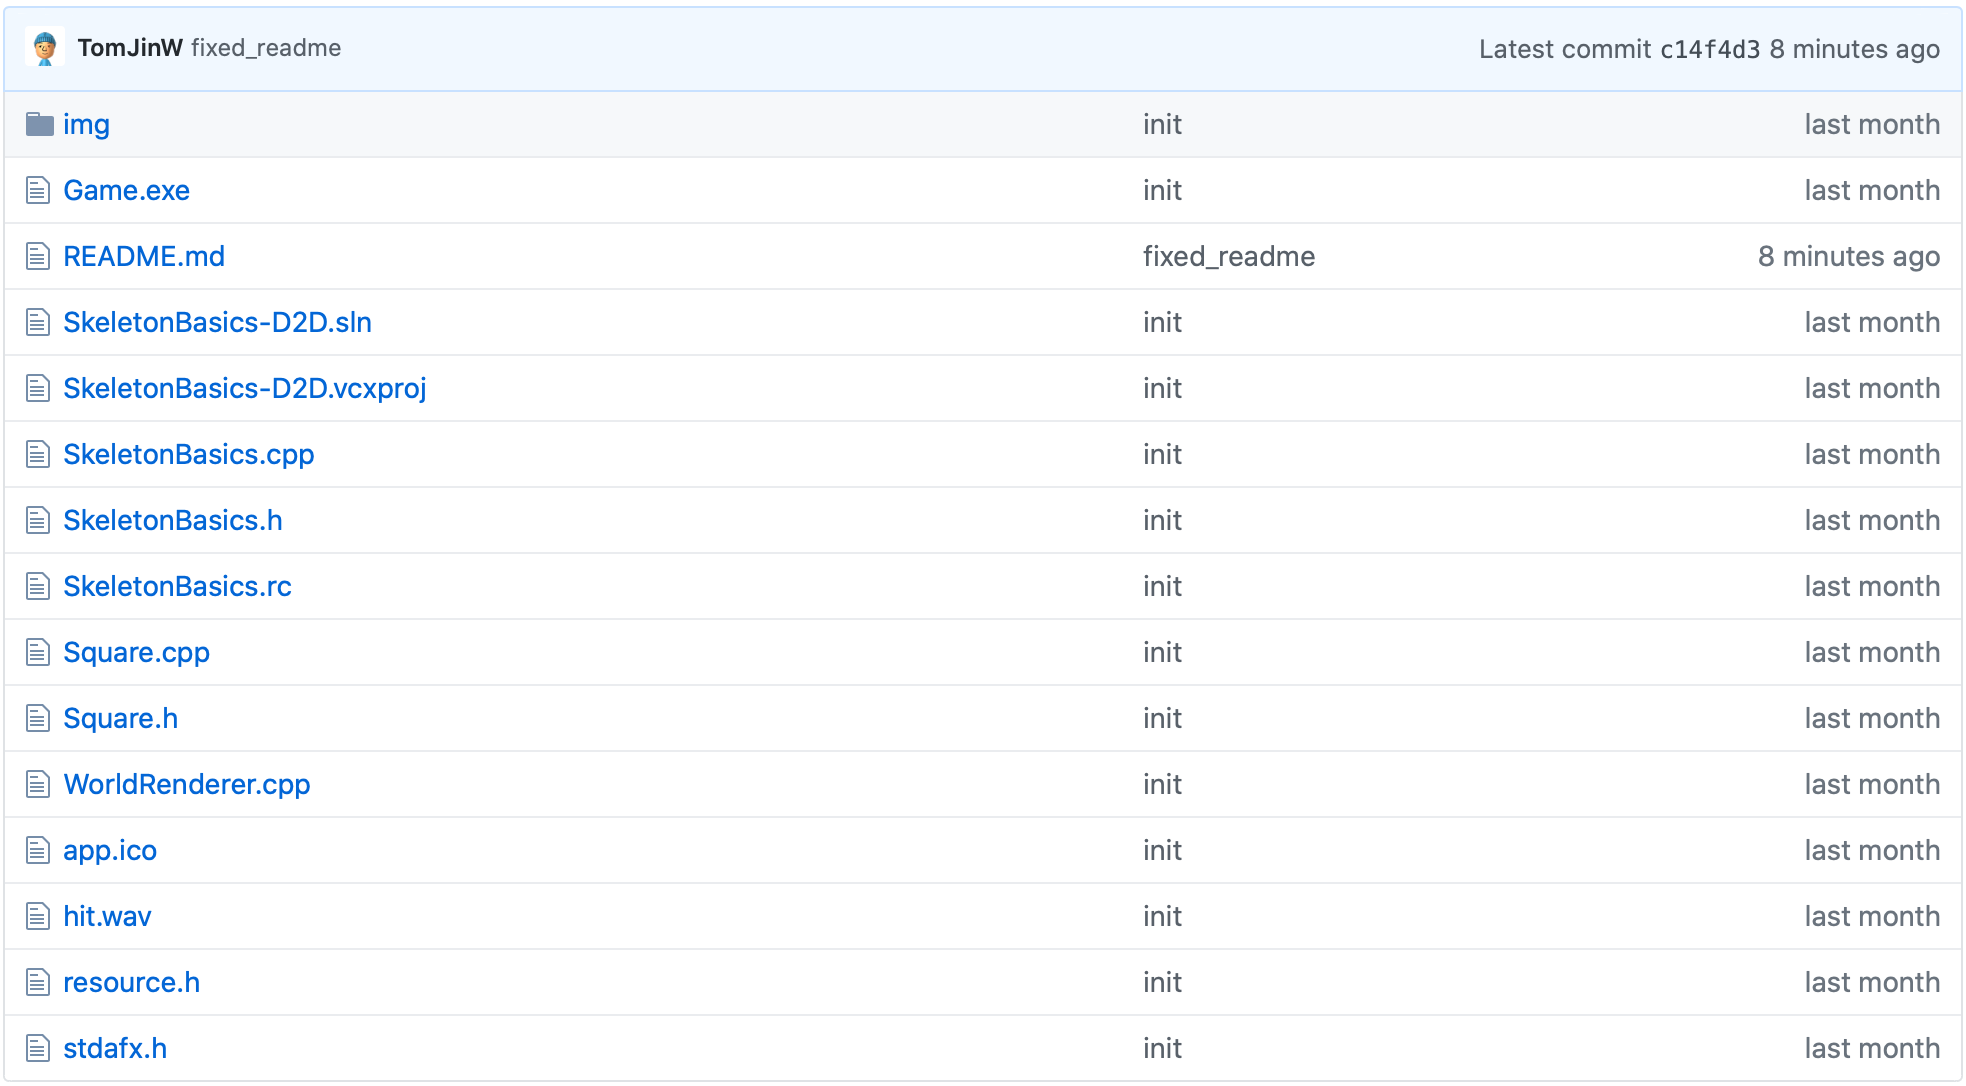 TomJinW fixed_readme Latest commit c14f4d3 8 minutes ago
img init last month
Game.exe init last month
README.md fixed_readme 8 minutes ago
SkeletonBasics-D2D.sln init last month
SkeletonBasics-D2D.vcxproj init last month
SkeletonBasics.cpp init last month
SkeletonBasics.h init last month
SkeletonBasics.rc init last month
Square.cpp init last month
Square.h init last month
WorldRenderer.cpp init last month
app.ico init last month
hit.wav init last month
resource.h init last month
stdafx.h init last month